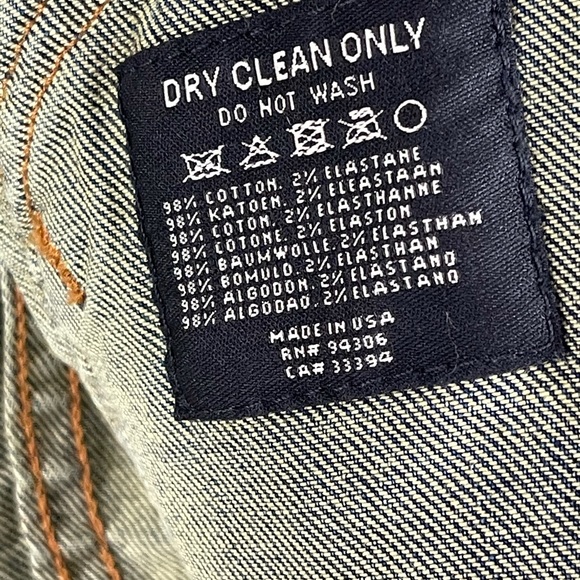 DRY CLEAN ONLY
DO NOT WASH
98% COTTON, 2% ELASTANE
98% KATOEN, 2% ELEASTAAN
98% COTON, 2% ELASTHANNE
98% COTONE, 2% ELASTON
98% BAUMWOLLE, 2% ELASTHAN
98% BOMULD, 2% ELASTHAN
98% ALGODON, 2% ELASTANO
98% ALGODAO, 2% ELASTANO
MADE IN USA
RN# 94306
CA# 33394